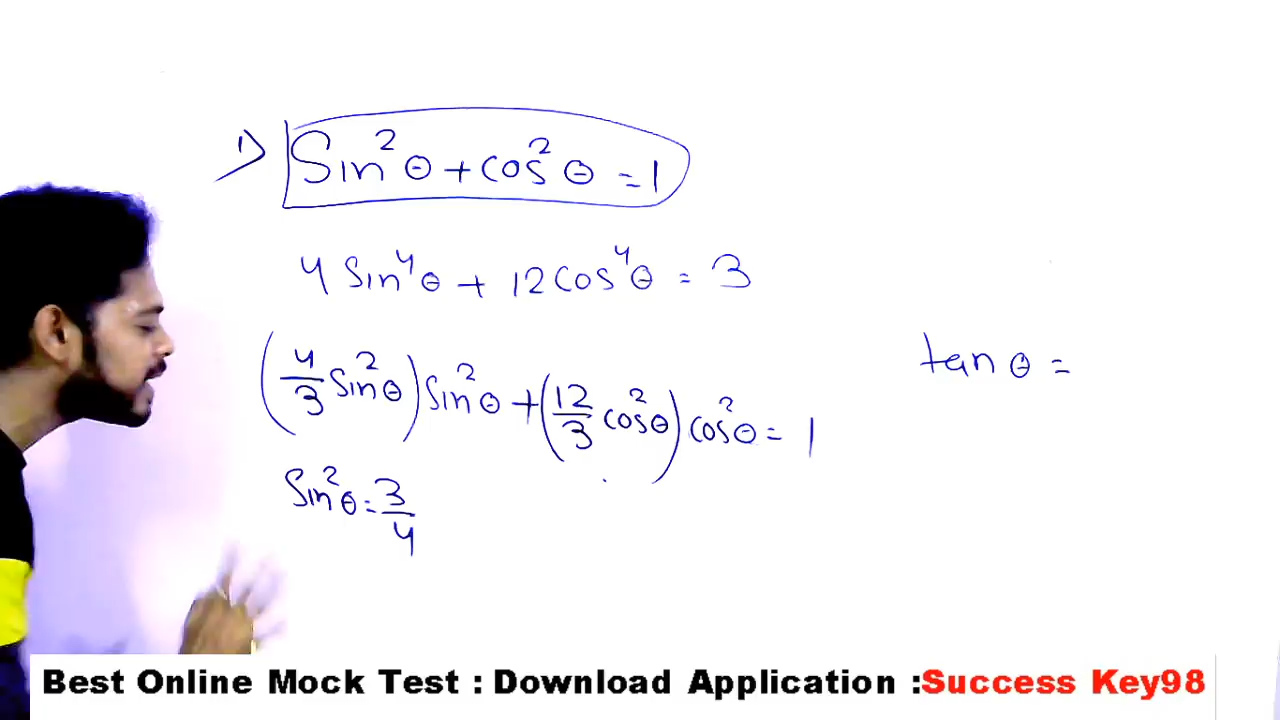 1) Sin²θ + cos²θ = 1
4 Sin⁴θ + 12 cos⁴θ = 3
(4/3 Sin²θ) Sin²θ + (12/3 cos²θ) cos²θ = 1
tan θ =
Sin²θ = 3/4
Best Online Mock Test : Download Application :Success Key98